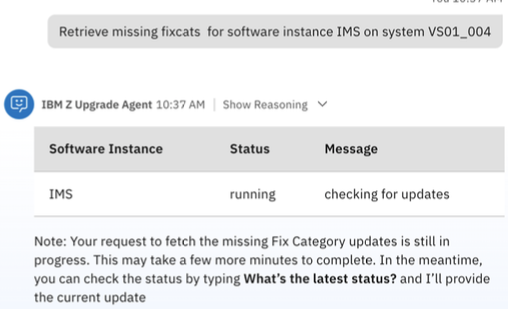 Retrieve missing fixcats for software instance IMS on system VS01_004
IBM Z Upgrade Agent 10:37 AM | Show Reasoning
Software Instance Status Message
IMS running checking for updates
Note: Your request to fetch the missing Fix Category updates is still in
progress. This may take a few more minutes to complete. In the meantime,
you can check the status by typing What's the latest status? and I'll provide
the current update